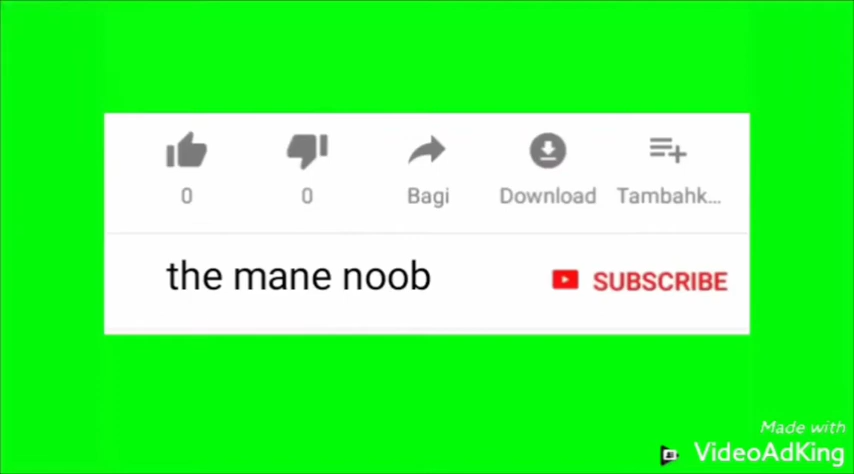 0 0 Bagi Download Tambahk...
the mane noob SUBSCRIBE
Made with
VideoAdKing